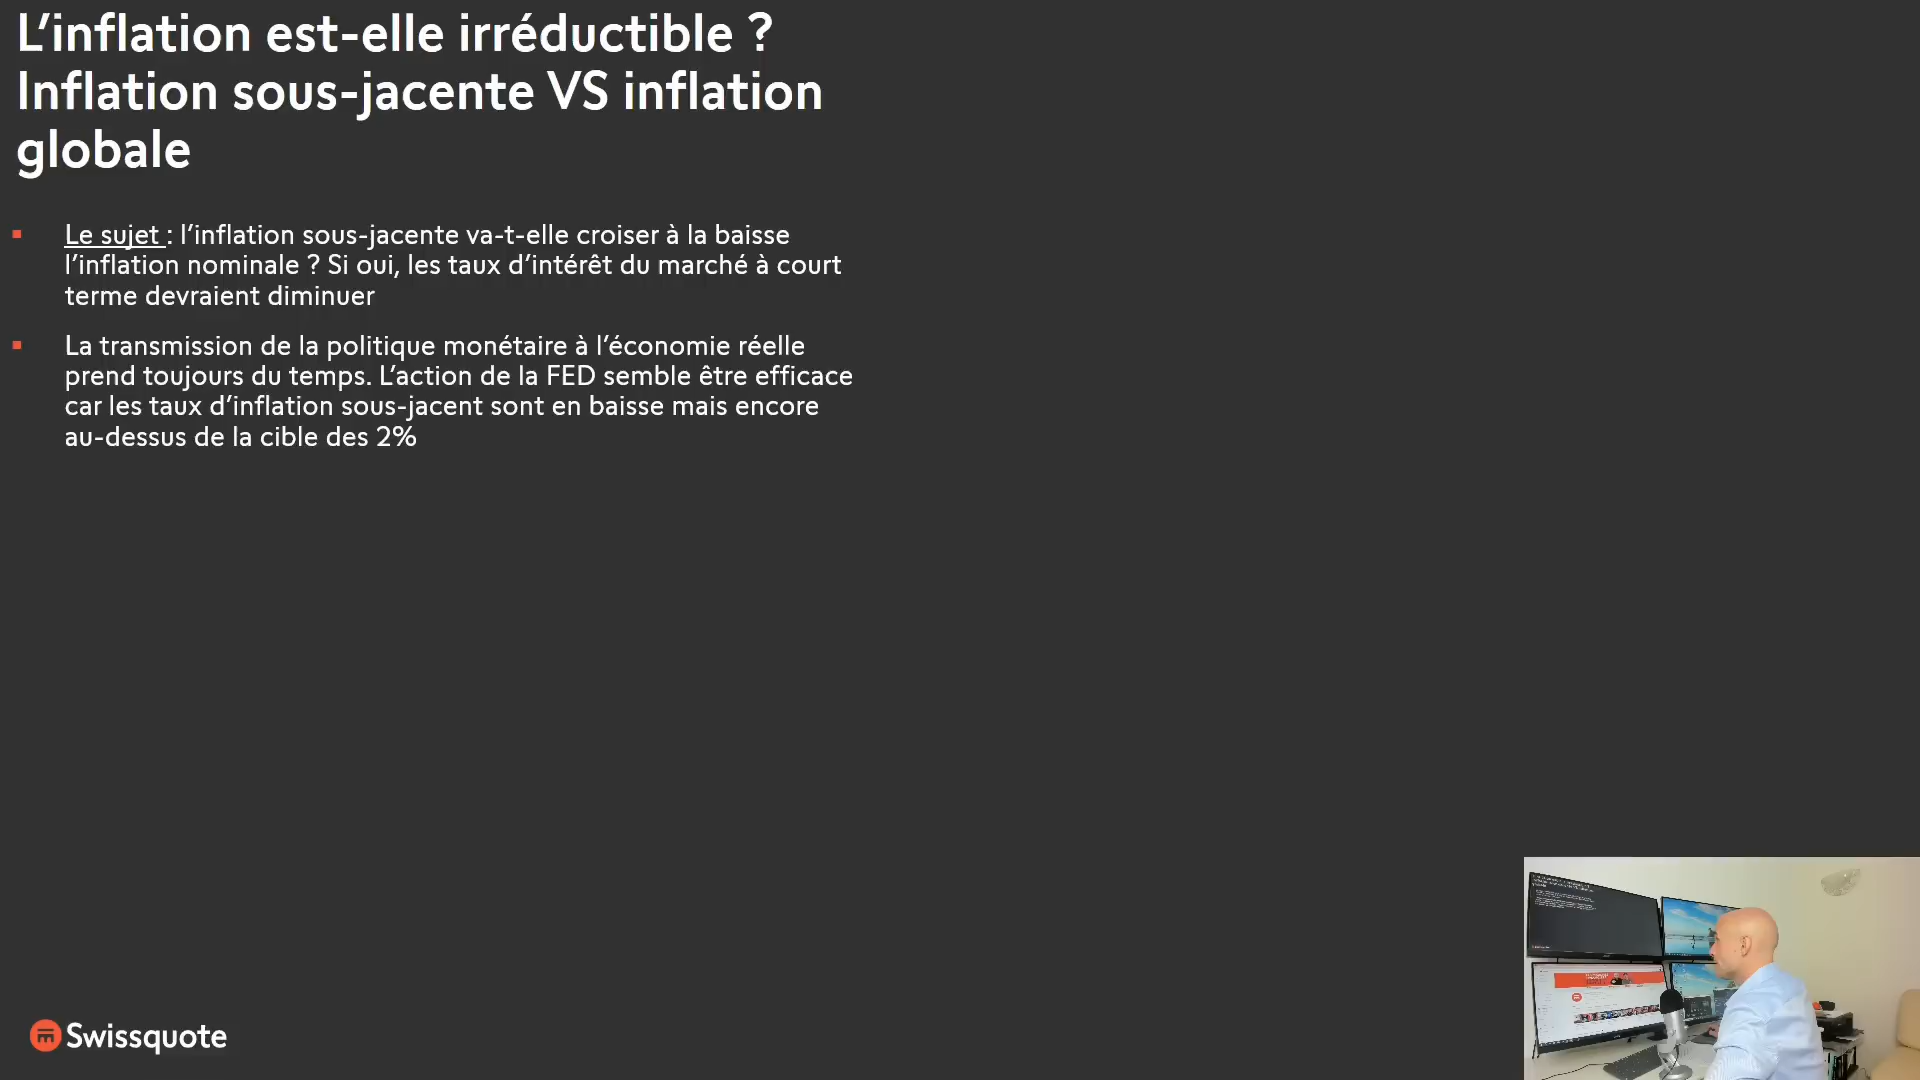 L’inflation est-elle irréductible ?
Inflation sous-jacente VS inflation
globale
Le sujet : l’inflation sous-jacente va-t-elle croiser à la baisse
l’inflation nominale ? Si oui, les taux d’intérêt du marché à court
terme devraient diminuer
La transmission de la politique monétaire à l’économie réelle
prend toujours du temps. L’action de la FED semble être efficace
car les taux d’inflation sous-jacent sont en baisse mais encore
au-dessus de la cible des 2%
Swissquote